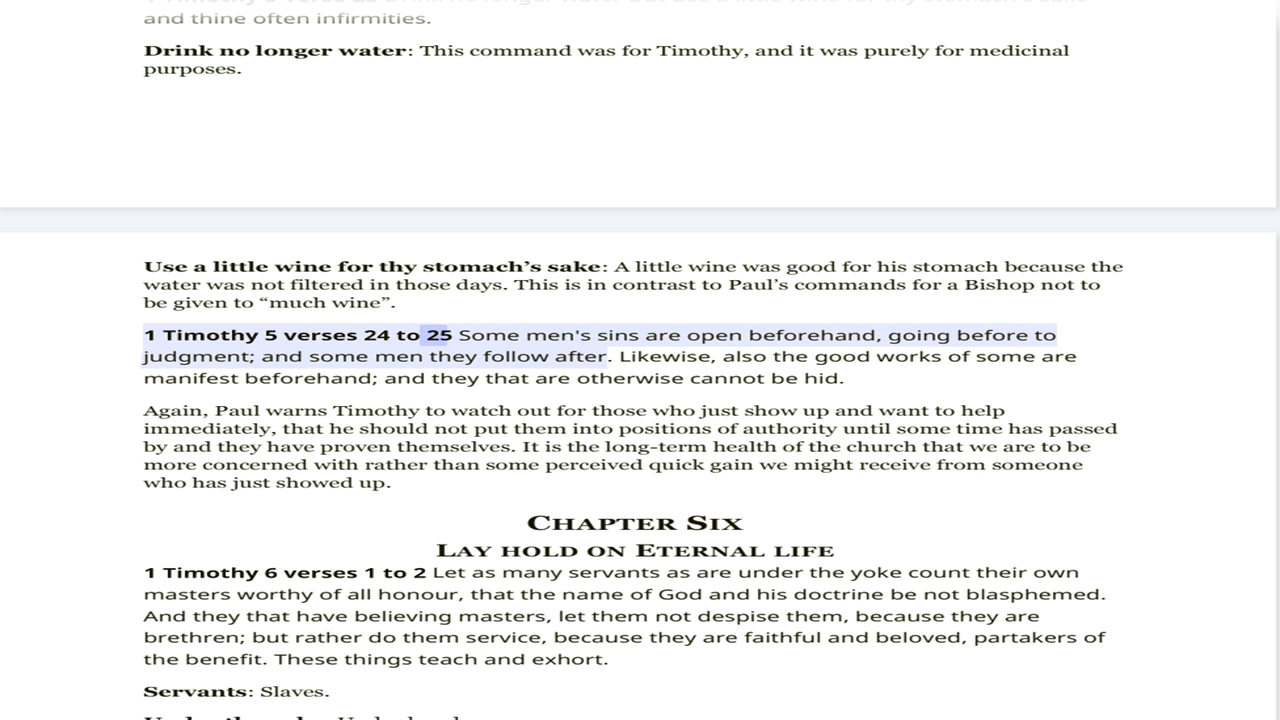 and thine often infirmities.
Drink no longer water: This command was for Timothy, and it was purely for medicinal
purposes.
Use a little wine for thy stomach’s sake: A little wine was good for his stomach because the
water was not filtered in those days. This is in contrast to Paul’s commands for a Bishop not to
be given to “much wine”.
1 Timothy 5 verses 24 to 25 Some men's sins are open beforehand, going before to
judgment; and some men they follow after. Likewise, also the good works of some are
manifest beforehand; and they that are otherwise cannot be hid.
Again, Paul warns Timothy to watch out for those who just show up and want to help
immediately, that he should not put them into positions of authority until some time has passed
by and they have proven themselves. It is the long-term health of the church that we are to be
more concerned with rather than some perceived quick gain we might receive from someone
who has just showed up.
Chapter Six
Lay hold on Eternal life
1 Timothy 6 verses 1 to 2 Let as many servants as are under the yoke count their own
masters worthy of all honour, that the name of God and his doctrine be not blasphemed.
And they that have believing masters, let them not despise them, because they are
brethren; but rather do them service, because they are faithful and beloved, partakers of
the benefit. These things teach and exhort.
Servants: Slaves.